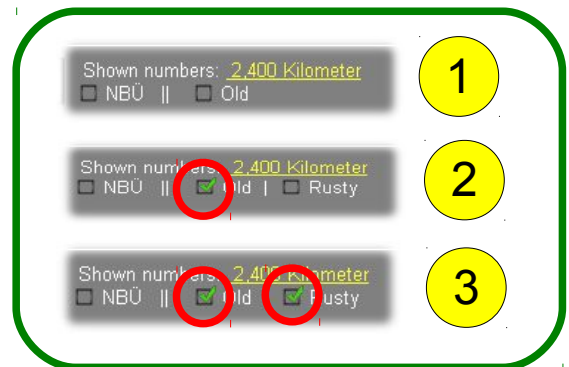 Shown numbers: 2,400 Kilometer
NBÜ || Old
1
Shown numbers: 2,400 Kilometer
NBÜ || Old | Rusty
2
Shown numbers: 2,400 Kilometer
NBÜ || Old Rusty
3